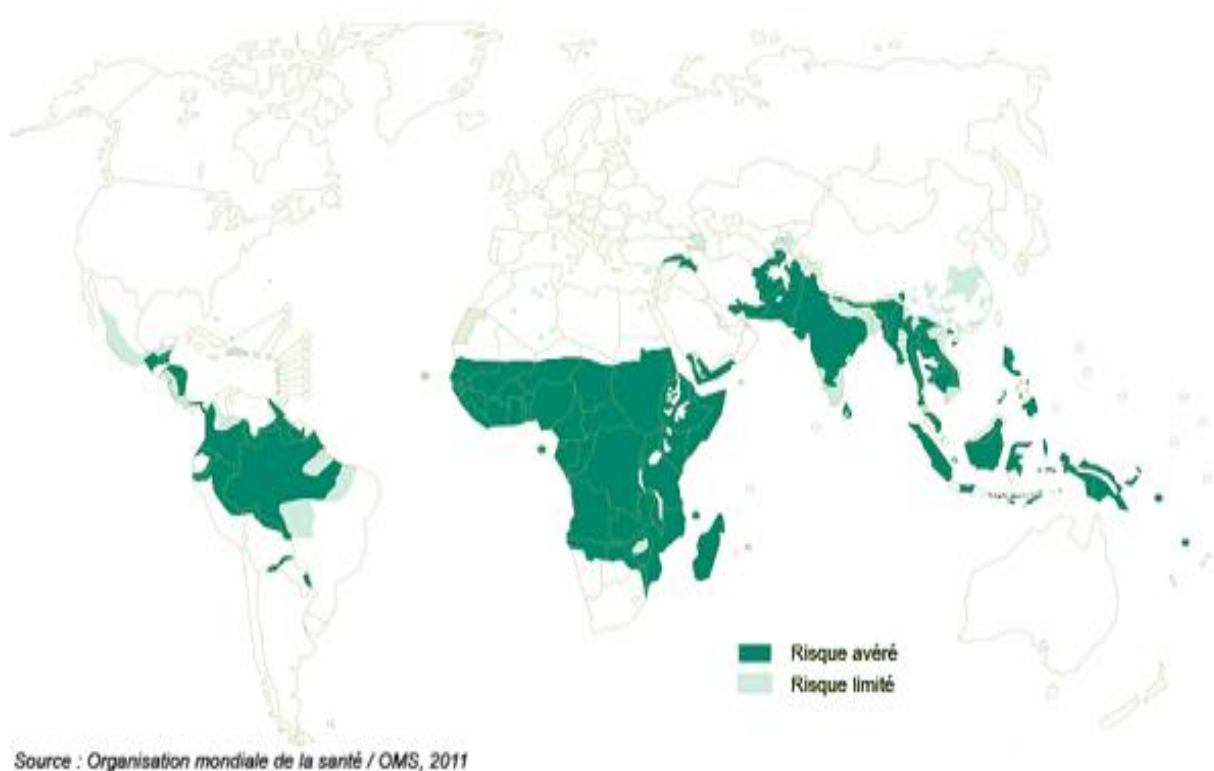 Risque avéré
Risque limité
Source : Organisation mondiale de la santé / OMS, 2011